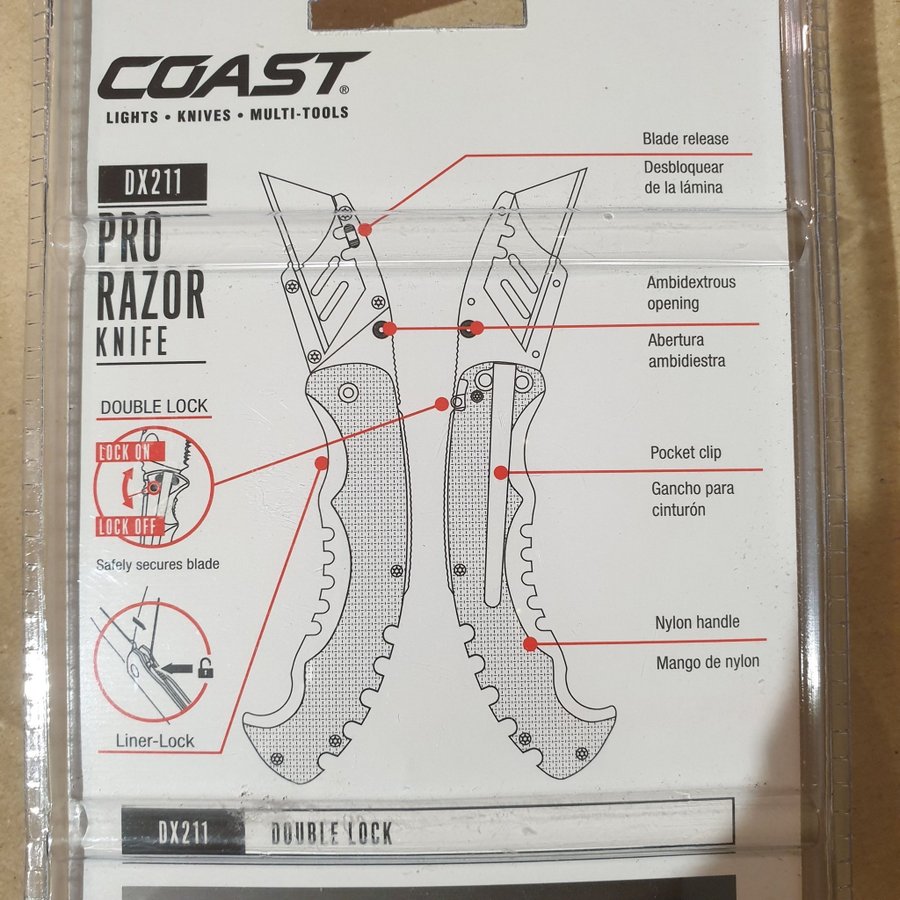 COAST®
LIGHTS • KNIVES • MULTI-TOOLS
DX211
PRO
RAZOR
KNIFE
DOUBLE LOCK
LOCK ON
LOCK OFF
Safely secures blade
Liner-Lock
Blade release
Desbloquear
de la lámina
Ambidextrous
opening
Abertura
ambidiestra
Pocket clip
Gancho para
cinturón
Nylon handle
Mango de nylon
DX211 DOUBLE LOCK